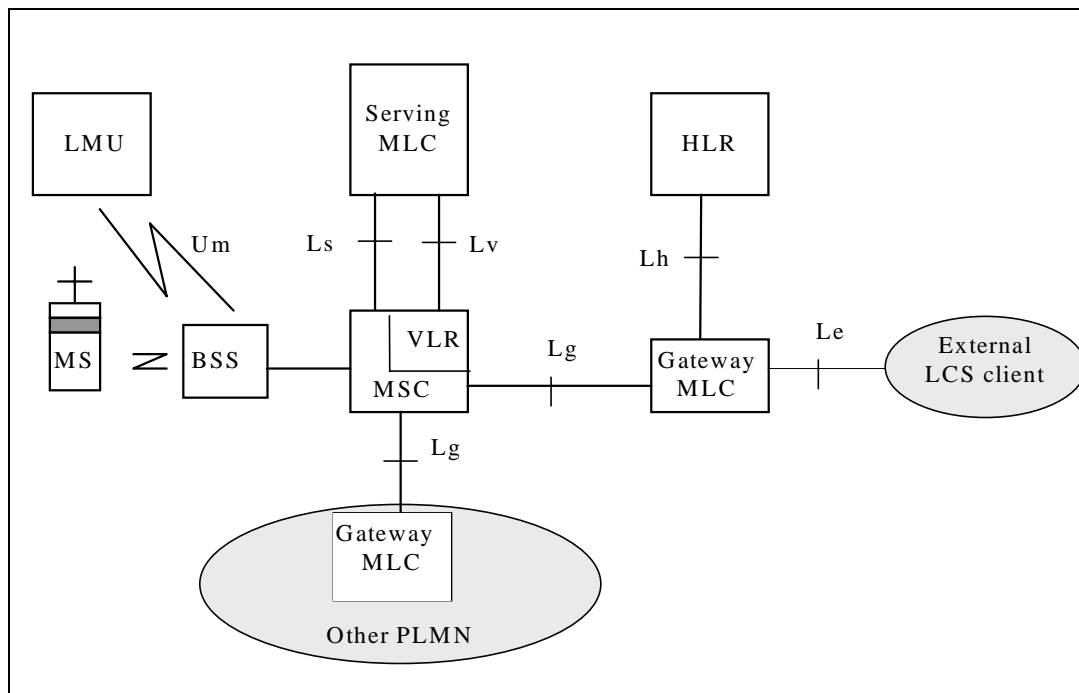 LMU
Serving
MLC
HLR
Um
Ls
Lv
Lh
MS
BSS
VLR
MSC
Lg
Gateway
MLC
Le
External
LCS client
Lg
Gateway
MLC
Other PLMN